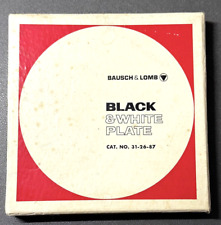 BAUSCH & LOMB
BLACK
& WHITE
PLATE
CAT. NO. 31-26-87